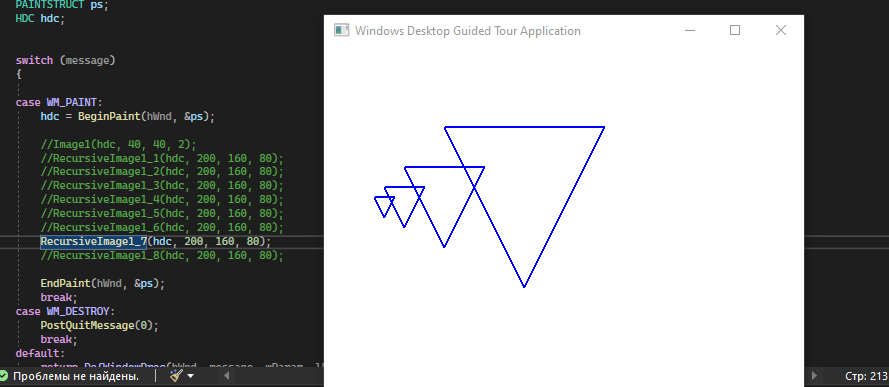 PAINTSTRUCT ps;
HDC hdc;
switch (message)
{
case WM_PAINT:
hdc = BeginPaint(hWnd, &ps);
//Image1(hdc, 40, 40, 2);
//RecursiveImage1_1(hdc, 200, 160, 80);
//RecursiveImage1_2(hdc, 200, 160, 80);
//RecursiveImage1_3(hdc, 200, 160, 80);
//RecursiveImage1_4(hdc, 200, 160, 80);
//RecursiveImage1_5(hdc, 200, 160, 80);
//RecursiveImage1_6(hdc, 200, 160, 80);
RecursiveImage1_7(hdc, 200, 160, 80);
//RecursiveImage1_8(hdc, 200, 160, 80);
EndPaint(hWnd, &ps);
break;
case WM_DESTROY:
PostQuitMessage(0);
break;
default:
return DefWindowProc(hWnd, message, wParam,
Windows Desktop Guided Tour Application
Проблемы не найдены.
Стр: 213